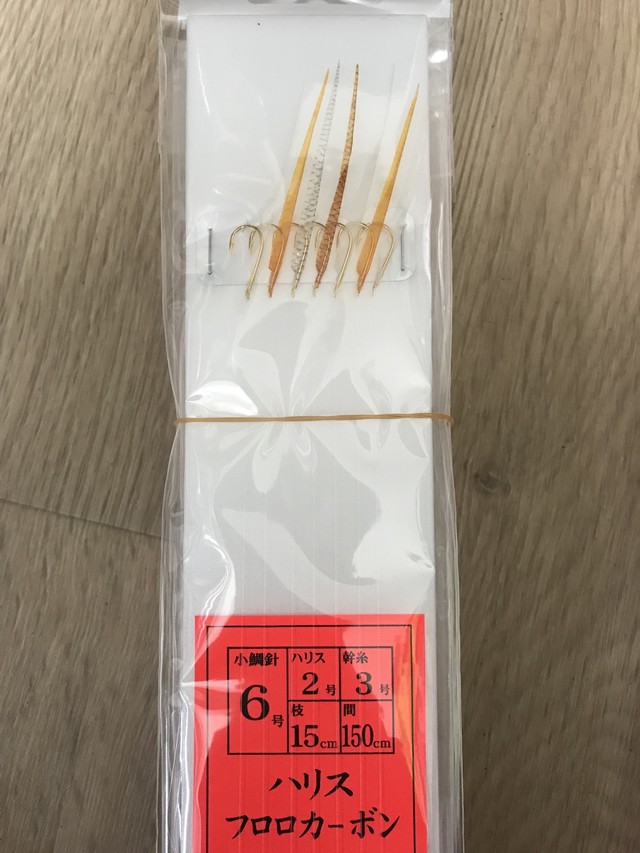 小鯛針 ハリス 幹糸
6号 2号 3号
枝 間
15cm 150cm
ハリス
フロロカーボン